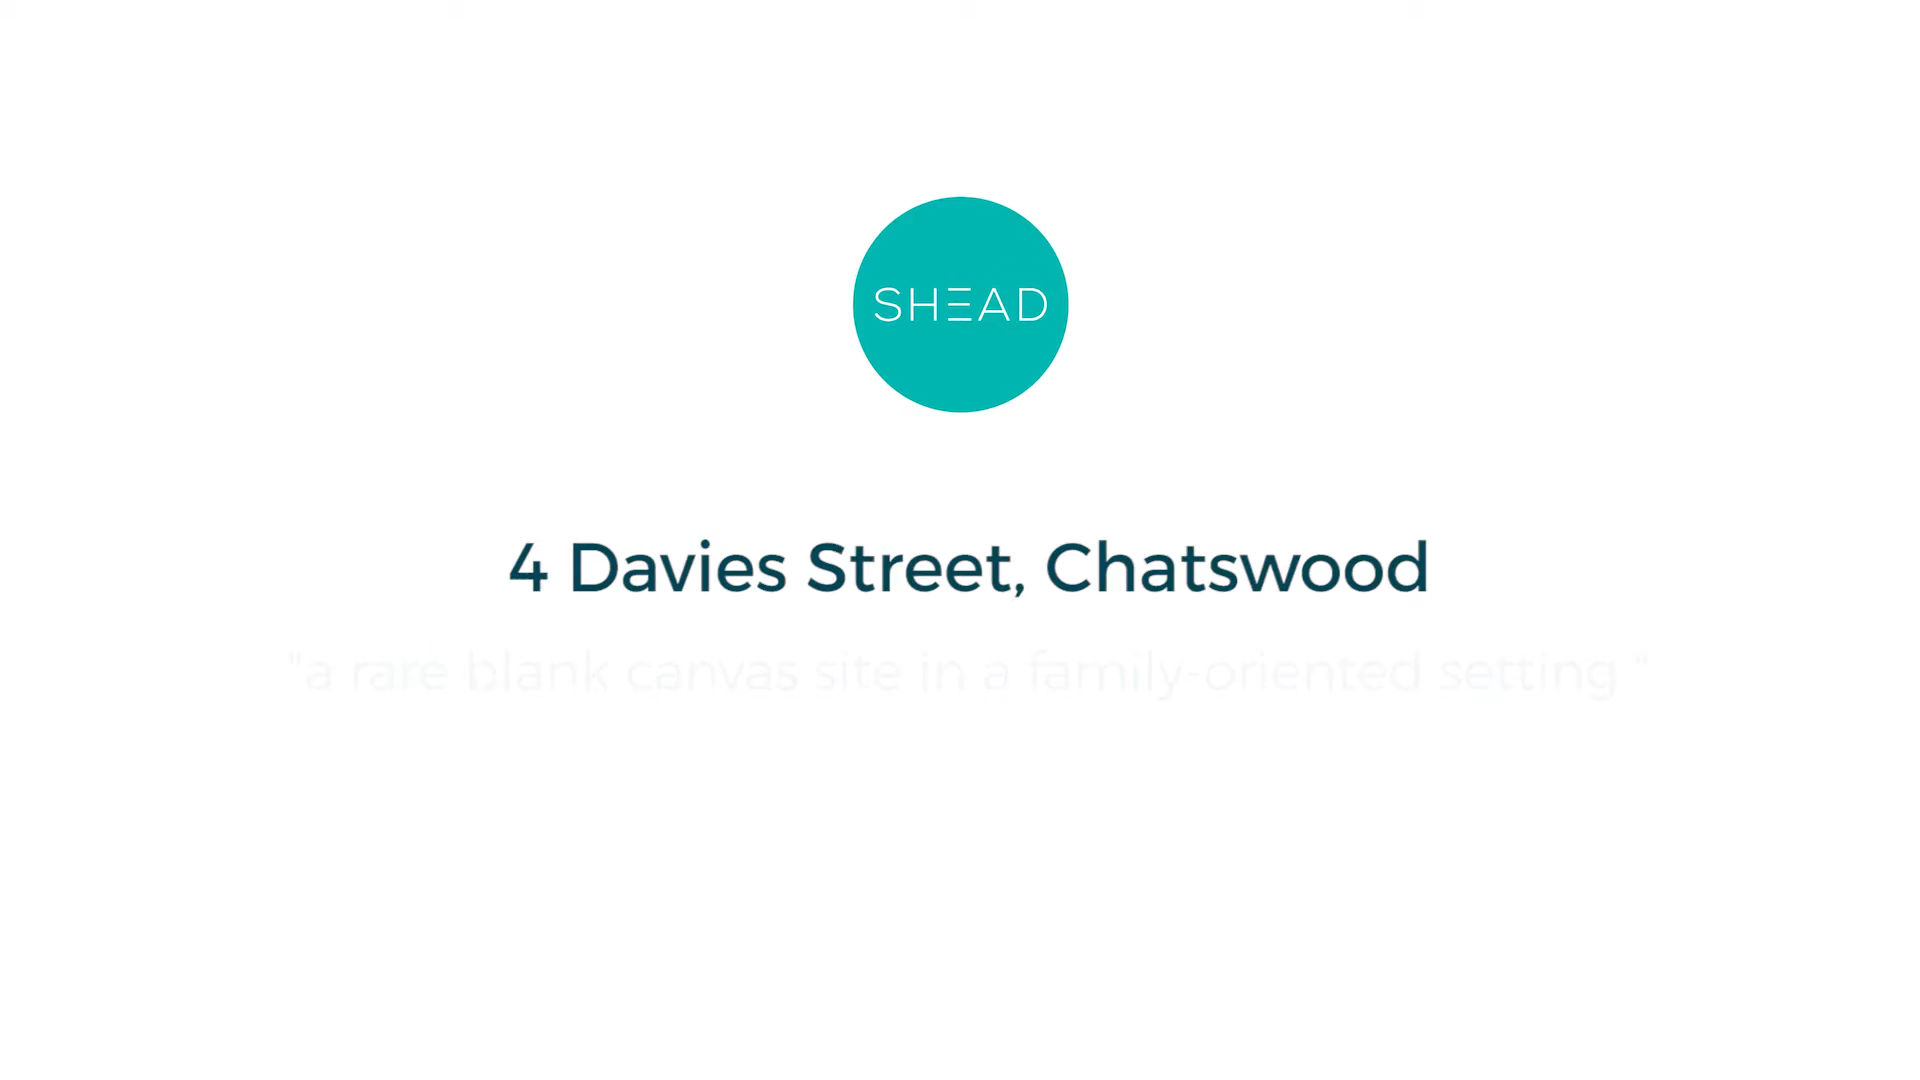 SHEAD
4 Davies Street, Chatswood
"a rare blank canvas site in a family-oriented setting "